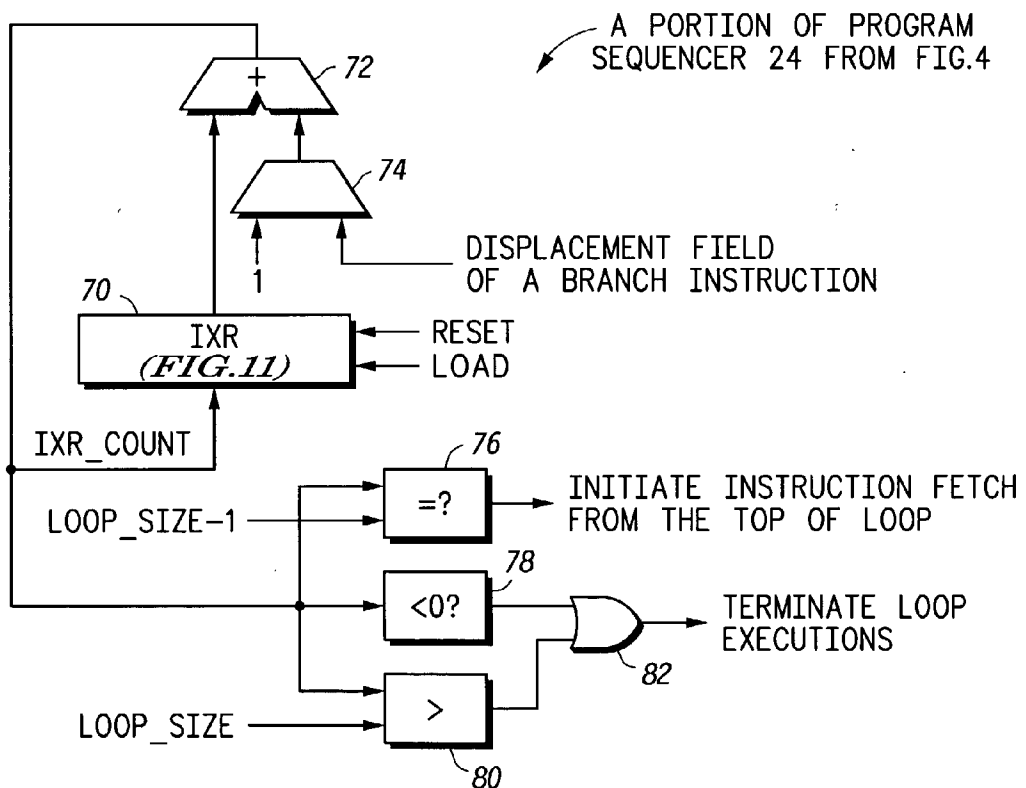 A PORTION OF PROGRAM
SEQUENCER 24 FROM FIG.4
72
+
74
1
DISPLACEMENT FIELD
OF A BRANCH INSTRUCTION
70
IXR
(FIG.11)
RESET
LOAD
IXR_COUNT
76
=?
LOOP_SIZE-1
INITIATE INSTRUCTION FETCH
FROM THE TOP OF LOOP
78
<0?
TERMINATE LOOP
EXECUTIONS
82
>
LOOP_SIZE
80